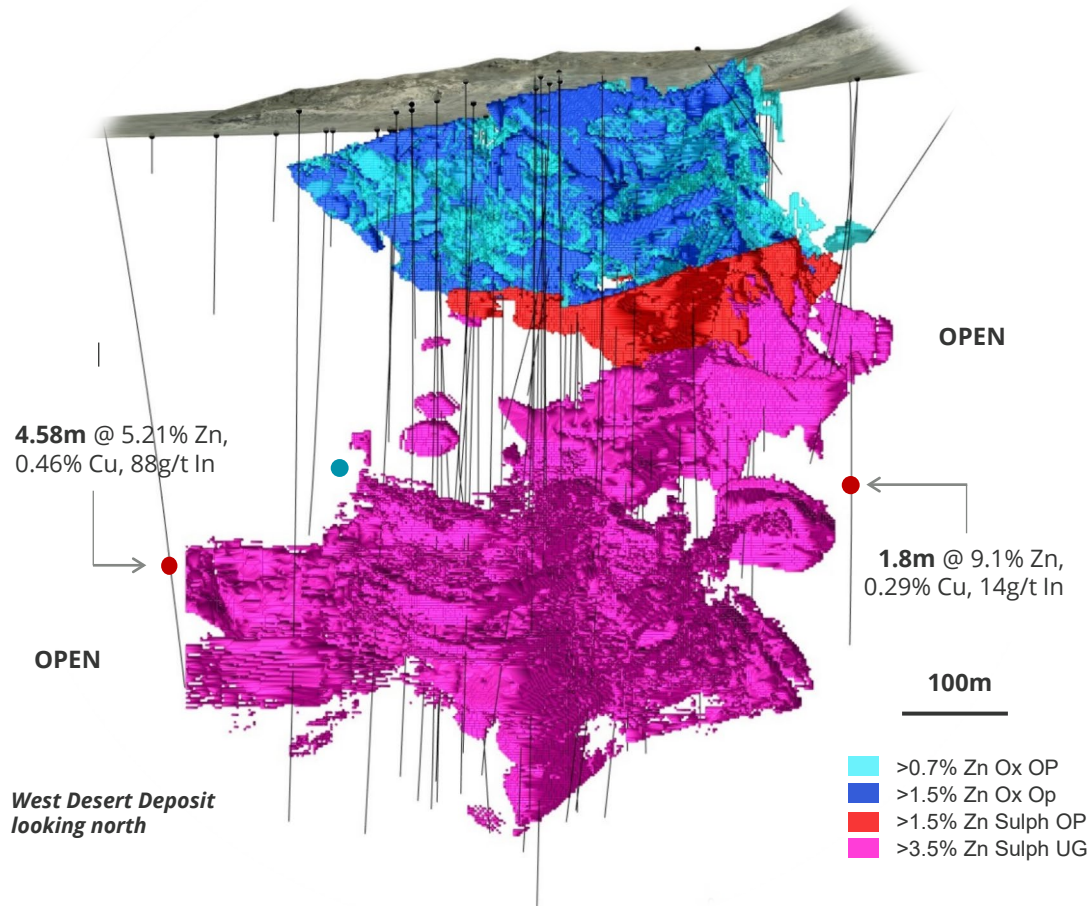 OPEN
4.58m @ 5.21% Zn,
0.46% Cu, 88g/t In
1.8m @ 9.1% Zn,
0.29% Cu, 14g/t In
OPEN
100m
>0.7% Zn Ox OP
>1.5% Zn Ox Op
>1.5% Zn Sulph OP
>3.5% Zn Sulph UG
West Desert Deposit
looking north